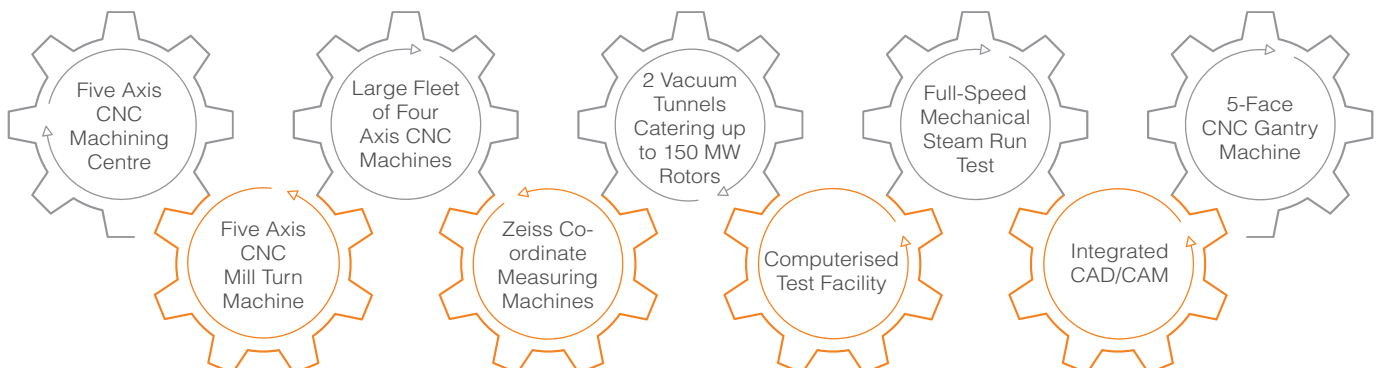 Five Axis
CNC
Machining
Centre
Large Fleet
of Four
Axis CNC
Machines
2 Vacuum
Tunnels
Catering up
to 150 MW
Rotors
Full-Speed
Mechanical
Steam Run
Test
5-Face
CNC Gantry
Machine
Five Axis
CNC
Mill Turn
Machine
Zeiss Co-
ordinate
Measuring
Machines
Computerised
Test Facility
Integrated
CAD/CAM